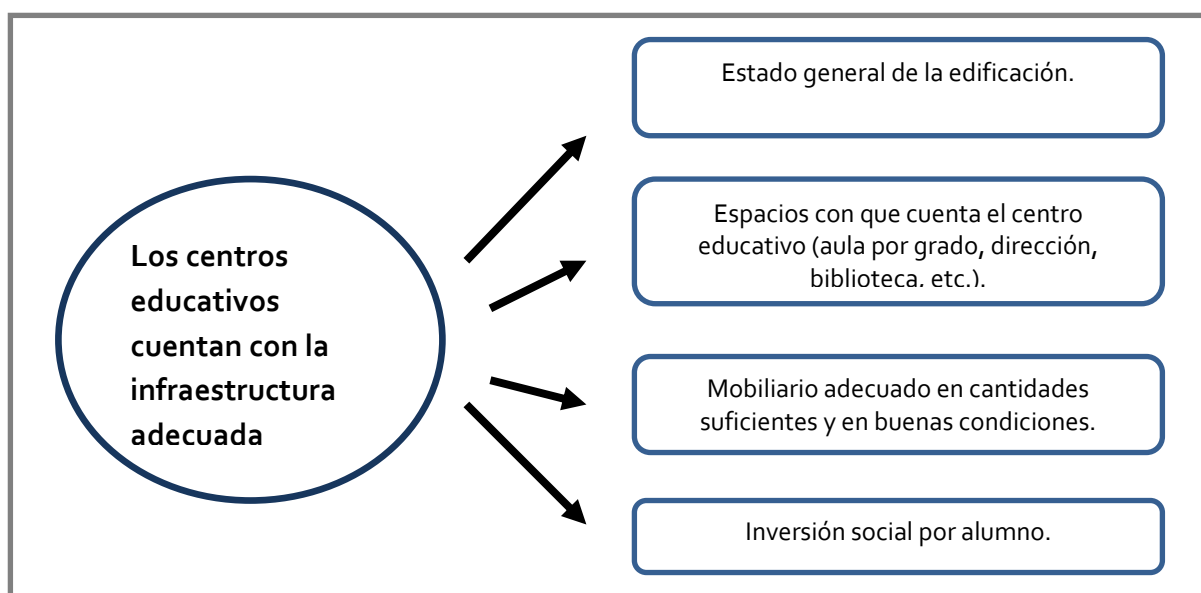 Los centros
educativos
cuentan con la
infraestructura
adecuada
Estado general de la edificación.
Espacios con que cuenta el centro
educativo (aula por grado, dirección,
biblioteca, etc.).
Mobiliario adecuado en cantidades
suficientes y en buenas condiciones.
Inversión social por alumno.